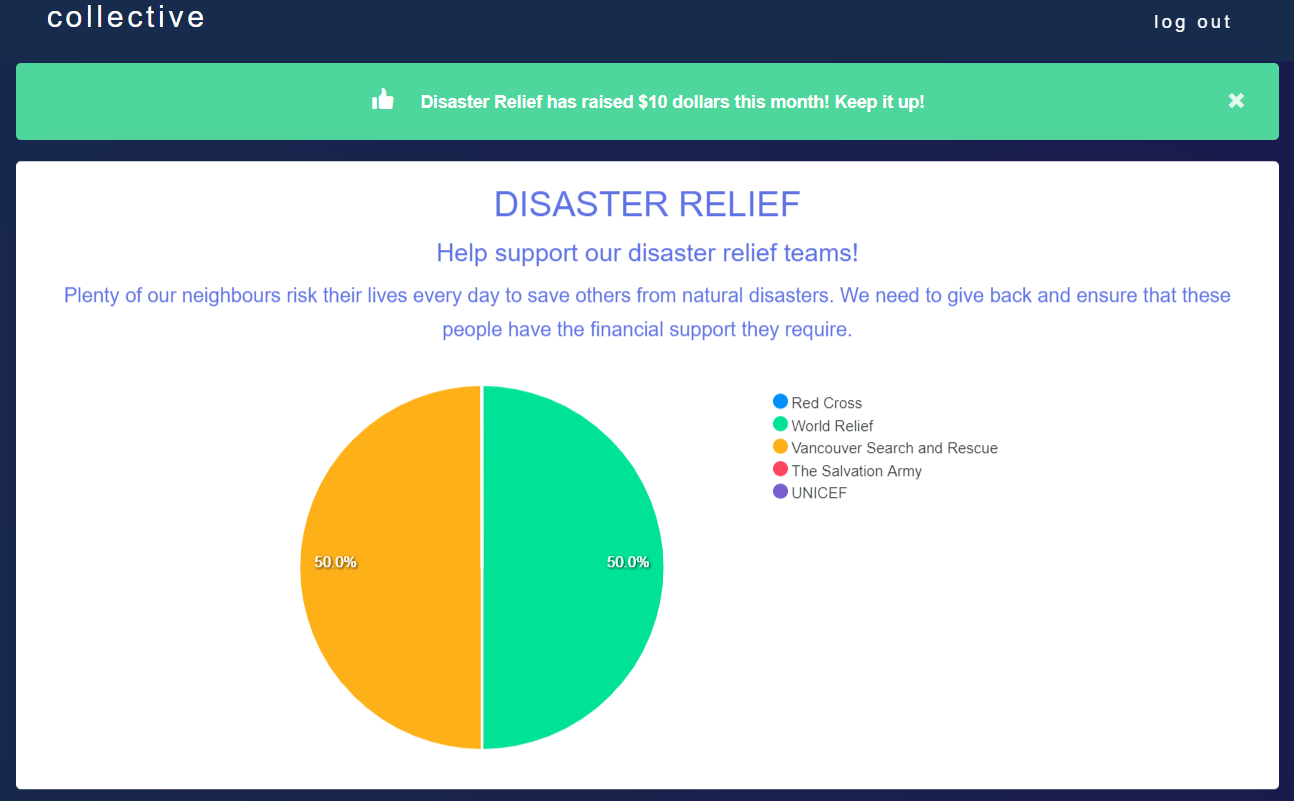 collective
log out
Disaster Relief has raised $10 dollars this month! Keep it up!
DISASTER RELIEF
Help support our disaster relief teams!
Plenty of our neighbours risk their lives every day to save others from natural disasters. We need to give back and ensure that these
people have the financial support they require.
Red Cross
World Relief
Vancouver Search and Rescue
The Salvation Army
UNICEF
50.0%
50.0%